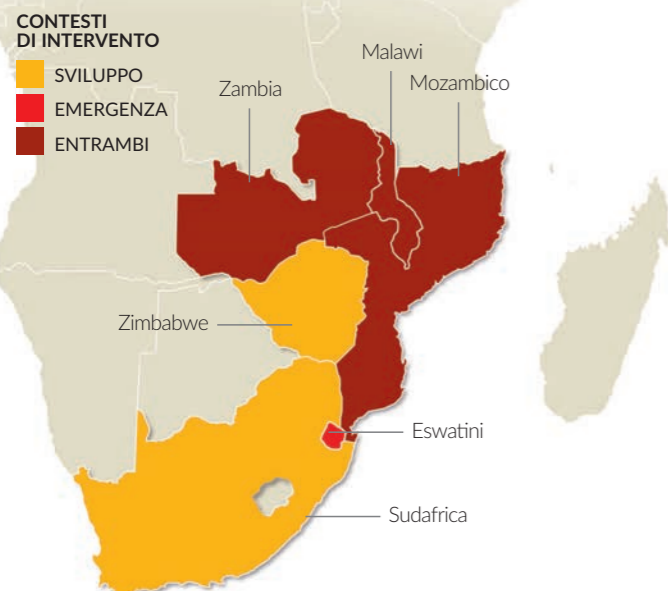 CONTESTI
DI INTERVENTO
SVILUPPO
EMERGENZA
ENTRAMBI
Malawi
Zambia
Mozambico
Zimbabwe
Eswatini
Sudafrica